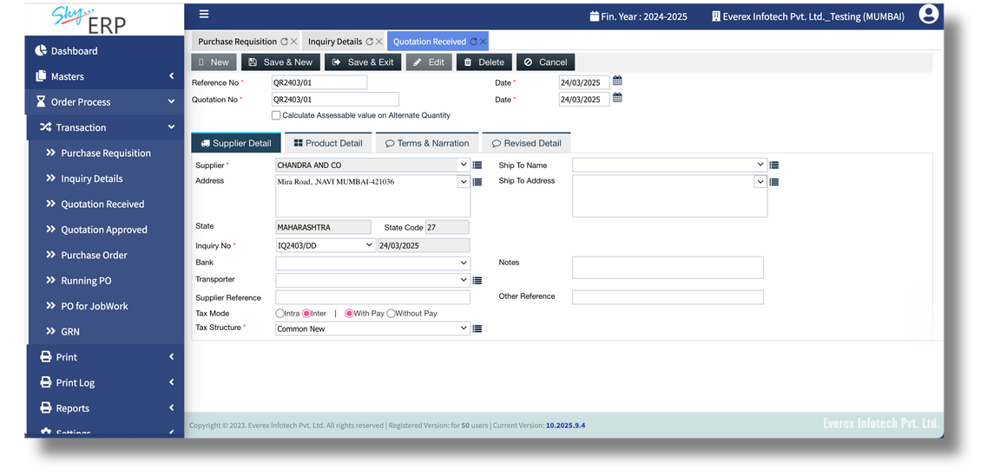 Sky
ERP
Fin. Year : 2024-2025
Everex Infotech Pvt. Ltd._Testing (MUMBAI)
Dashboard
Masters
Order Process
Transaction
Purchase Requisition
Inquiry Details
Quotation Received
Quotation Approved
Purchase Order
Running PO
PO for JobWork
GRN
Print
Print Log
Reports
Settings
Purchase Requisition
Inquiry Details
Quotation Received
New
Save & New
Save & Exit
Edit
Delete
Cancel
Reference No * QR2403/01 Date * 24/03/2025
Quotation No * QR2403/01 Date * 24/03/2025
Calculate Assessable value on Alternate Quantity
Supplier Detail
Product Detail
Terms & Narration
Revised Detail
Supplier * CHANDRA AND CO Ship To Name
Address Mira Road, ,NAVI MUMBAI-421036 Ship To Address
State MAHARASHTRA State Code 27
Inquiry No * IQ2403/DD 24/03/2025
Bank Notes
Transporter
Supplier Reference Other Reference
Tax Mode Intra Inter | With Pay Without Pay
Tax Structure * Common New
Copyright © 2023. Everex Infotech Pvt. Ltd. All rights reserved | Registered Version: for 50 users | Current Version: 10.2025.9.4
Everex Infotech Pvt. Ltd.